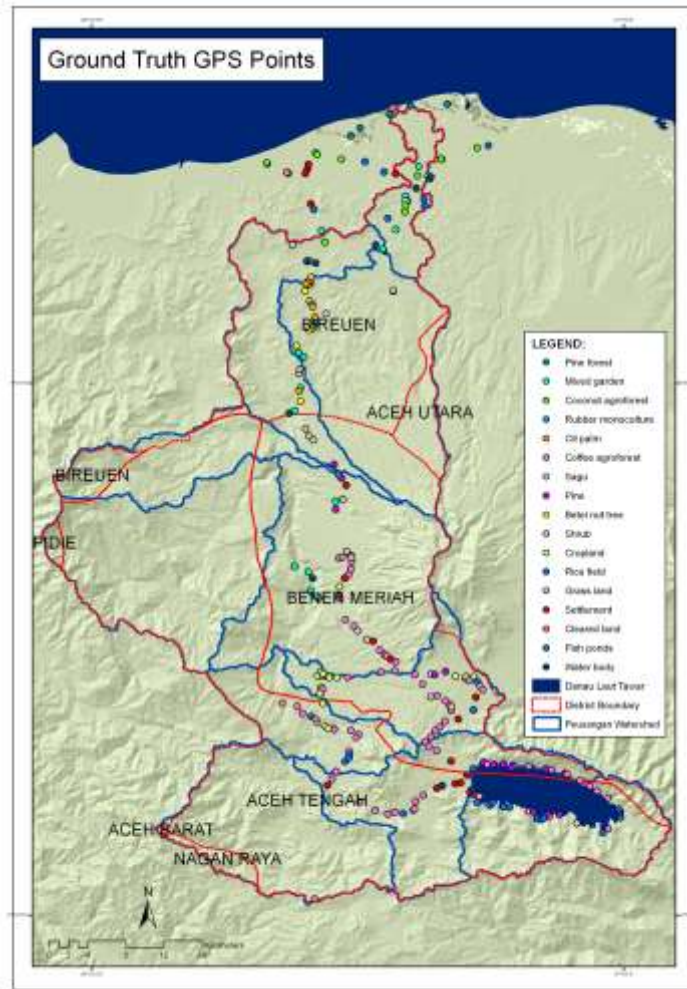 Ground Truth GPS Points
BIREUEN
ACEH UTARA
BIREUEN
PIDIE
BENER MERIAH
ACEH TENGAH
ACEH BARAT
NAGAN RAYA
N
LEGEND:
Pine forest
Mixed garden
Coconut agroforest
Rubber monoculture
Oil palm
Coffee agroforest
Sagu
Pine
Betel nut tree
Shrub
Cropland
Rice field
Grass land
Settlement
Cleared land
Fish ponds
Water body
Danau Laut Tawar
District Boundary
Peusangan Watershed